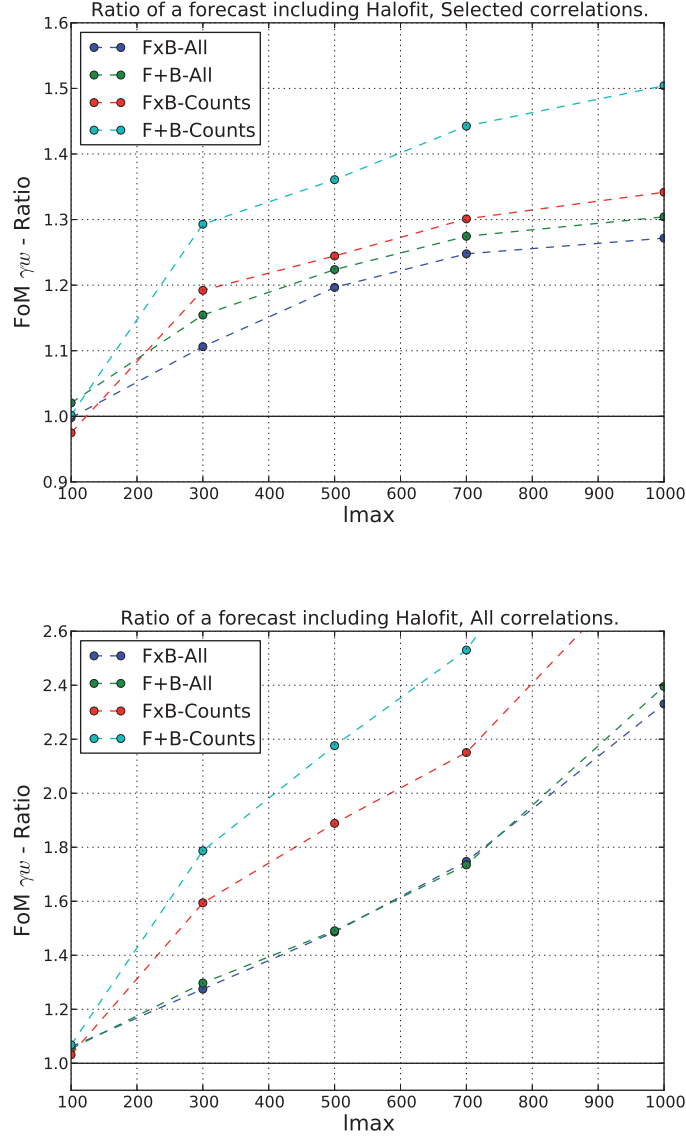 Ratio of a forecast including Halofit, Selected correlations.
1.6
1.5
1.4
1.3
1.2
1.1
1.0
0.9
FoM γw - Ratio
FxB-All
F+B-All
FxB-Counts
F+B-Counts
100 200 300 400 500 600 700 800 900 1000
lmax
Ratio of a forecast including Halofit, All correlations.
2.6
2.4
2.2
2.0
1.8
1.6
1.4
1.2
1.0
FoM γw - Ratio
FxB-All
F+B-All
FxB-Counts
F+B-Counts
100 200 300 400 500 600 700 800 900 1000
lmax